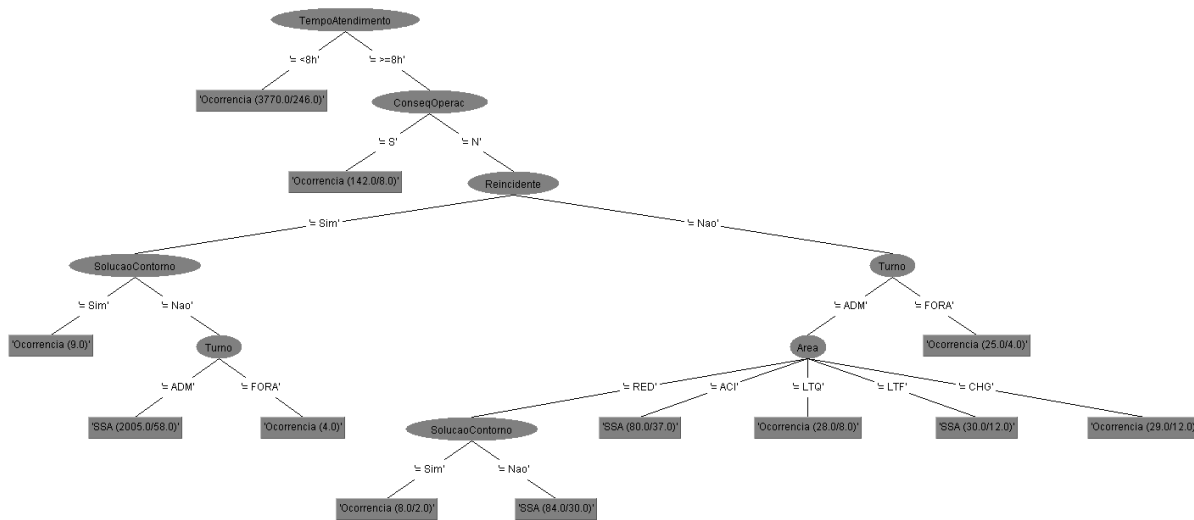 TempoAtendimento
'= <8h'
'= >=8h'
'Ocorrencia (3770.0/246.0)'
ConseqOperac
'= S'
'= N'
'Ocorrencia (142.0/8.0)'
Reincidente
'= Sim'
'= Nao'
SolucaoContorno
Turno
'= Sim'
'= Nao'
'= ADM'
'= FORA'
'Ocorrencia (9.0)'
Turno
Area
'Ocorrencia (25.0/4.0)'
'= ADM'
'= FORA'
'= RED'
'= ACI'
'= LTQ'
'= LTF'
'= CHG'
'SSA (2005.0/58.0)'
'Ocorrencia (4.0)'
SolucaoContorno
'SSA (80.0/37.0)'
'Ocorrencia (28.0/8.0)'
'SSA (30.0/12.0)'
'Ocorrencia (29.0/12.0)'
'= Sim'
'= Nao'
'Ocorrencia (8.0/2.0)'
'SSA (84.0/30.0)'